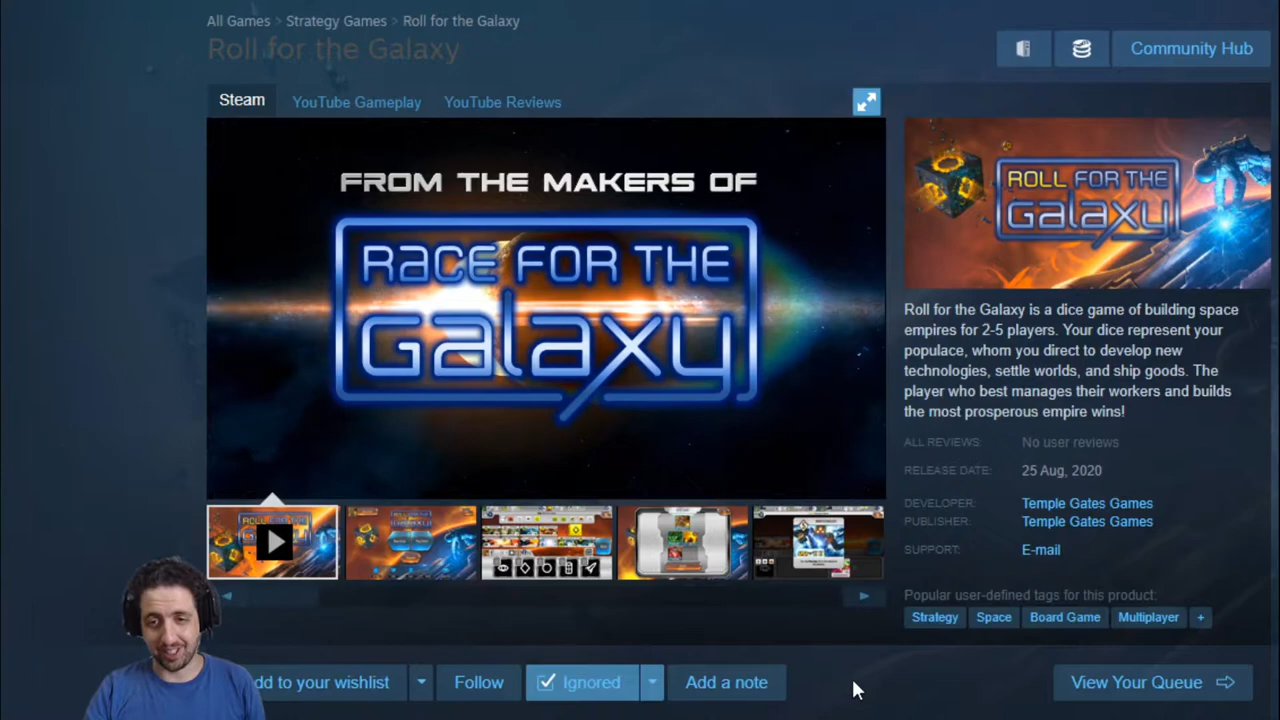 All Games > Strategy Games > Roll for the Galaxy
Roll for the Galaxy
Community Hub
Steam
YouTube Gameplay
YouTube Reviews
FROM THE MAKERS OF
RACE FOR THE
Galaxy
ROLL FOR THE
Galaxy
Roll for the Galaxy is a dice game of building space
empires for 2-5 players. Your dice represent your
populace, whom you direct to develop new
technologies, settle worlds, and ship goods. The
player who best manages their workers and builds
the most prosperous empire wins!
ALL REVIEWS: No user reviews
RELEASE DATE: 25 Aug, 2020
DEVELOPER: Temple Gates Games
PUBLISHER: Temple Gates Games
SUPPORT: E-mail
Popular user-defined tags for this product:
Strategy Space Board Game Multiplayer +
dd to your wishlist
Follow
Ignored
Add a note
View Your Queue